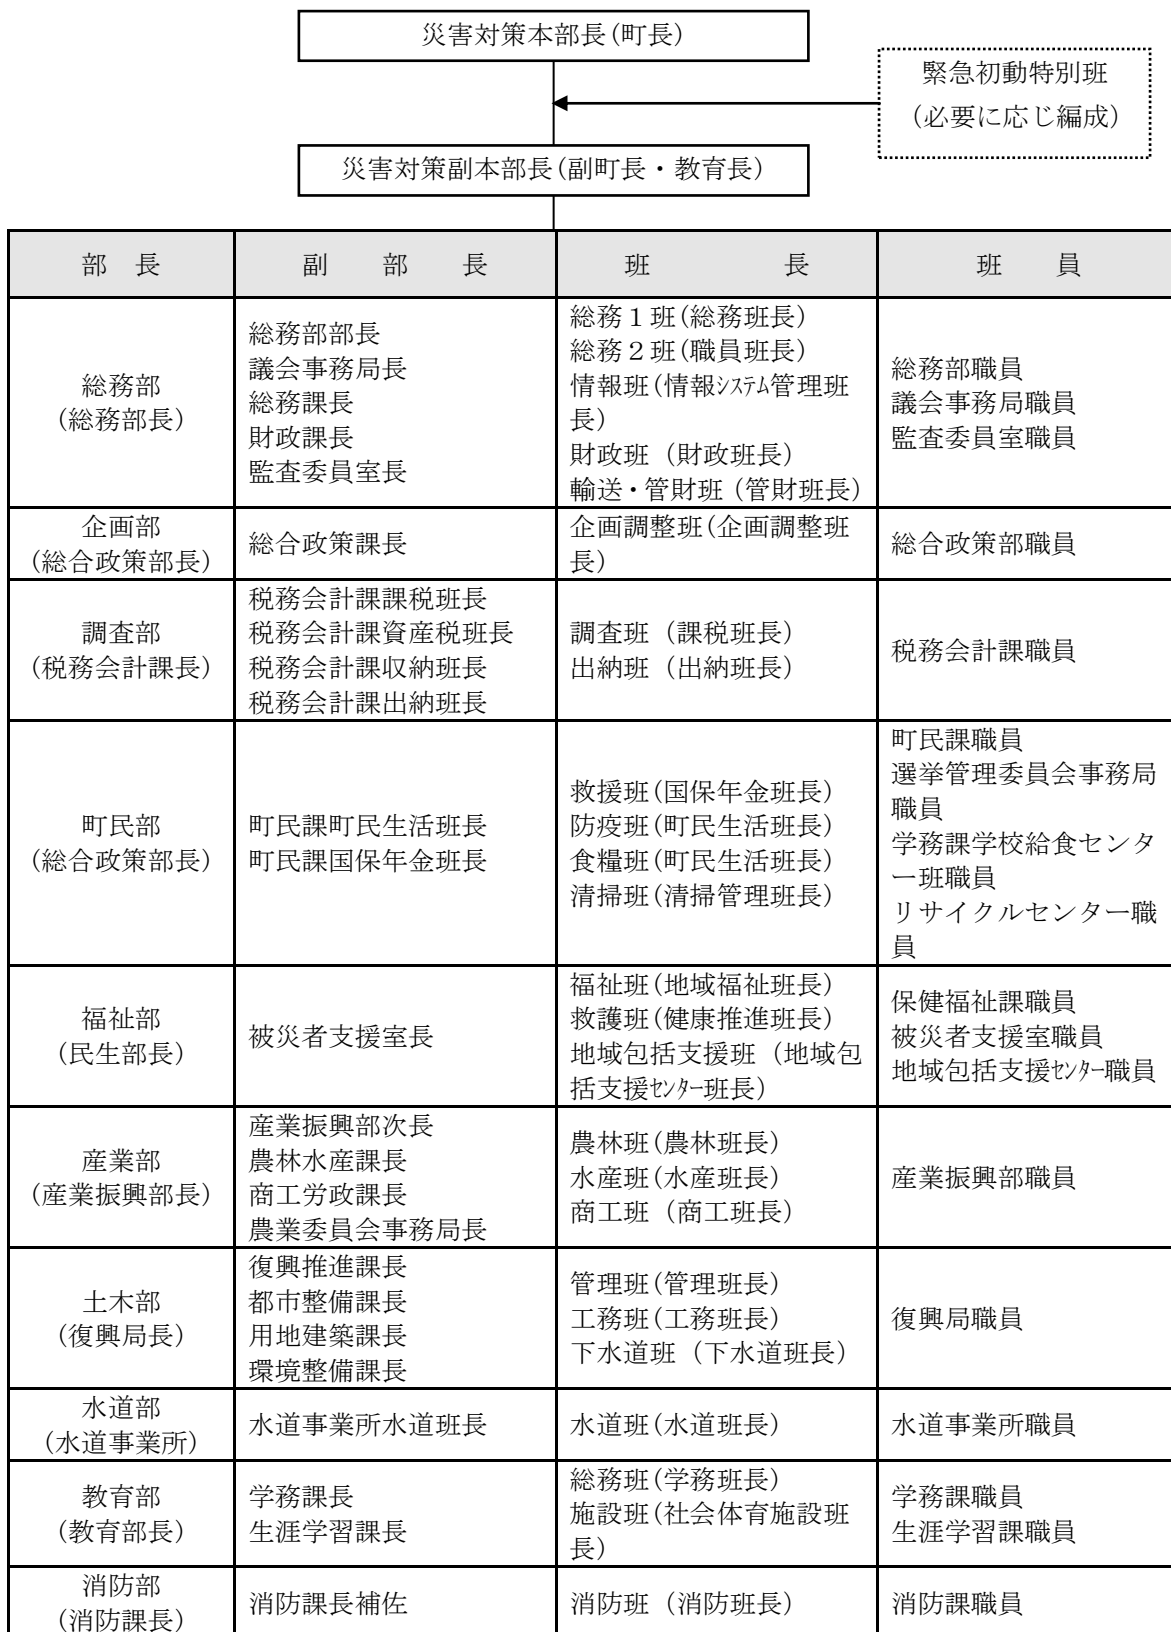 災害対策本部長(町長)
緊急初動特別班
(必要に応じ編成)
災害対策副本部長(副町長・教育長)
部　長
副　部　長
班　長
班　員
総務部
(総務部長)
総務部部長
議会事務局長
総務課長
財政課長
監査委員室長
総務１班(総務班長)
総務２班(職員班長)
情報班(情報ｼｽﾃﾑ管理班
長)
財政班（財政班長）
輸送・管財班（管財班長）
総務部職員
議会事務局職員
監査委員室職員
企画部
(総合政策部長)
総合政策課長
企画調整班(企画調整班
長)
総合政策部職員
調査部
(税務会計課長)
税務会計課課税班長
税務会計課資産税班長
税務会計課収納班長
税務会計課出納班長
調査班（課税班長）
出納班（出納班長）
税務会計課職員
町民部
(総合政策部長)
町民課町民生活班長
町民課国保年金班長
救援班(国保年金班長)
防疫班(町民生活班長)
食糧班(町民生活班長)
清掃班(清掃管理班長)
町民課職員
選挙管理委員会事務局
職員
学務課学校給食センタ
ー班職員
リサイクルセンター職
員
福祉部
(民生部長)
被災者支援室長
福祉班(地域福祉班長)
救護班(健康推進班長)
地域包括支援班（地域包
括支援ｾﾝﾀｰ班長）
保健福祉課職員
被災者支援室職員
地域包括支援ｾﾝﾀｰ職員
産業部
(産業振興部長)
産業振興部次長
農林水産課長
商工労政課長
農業委員会事務局長
農林班(農林班長)
水産班(水産班長)
商工班（商工班長）
産業振興部職員
土木部
(復興局長)
復興推進課長
都市整備課長
用地建築課長
環境整備課長
管理班(管理班長)
工務班(工務班長)
下水道班（下水道班長）
復興局職員
水道部
(水道事業所)
水道事業所水道班長
水道班(水道班長)
水道事業所職員
教育部
(教育部長)
学務課長
生涯学習課長
総務班(学務班長)
施設班(社会体育施設班
長)
学務課職員
生涯学習課職員
消防部
(消防課長)
消防課長補佐
消防班（消防班長）
消防課職員